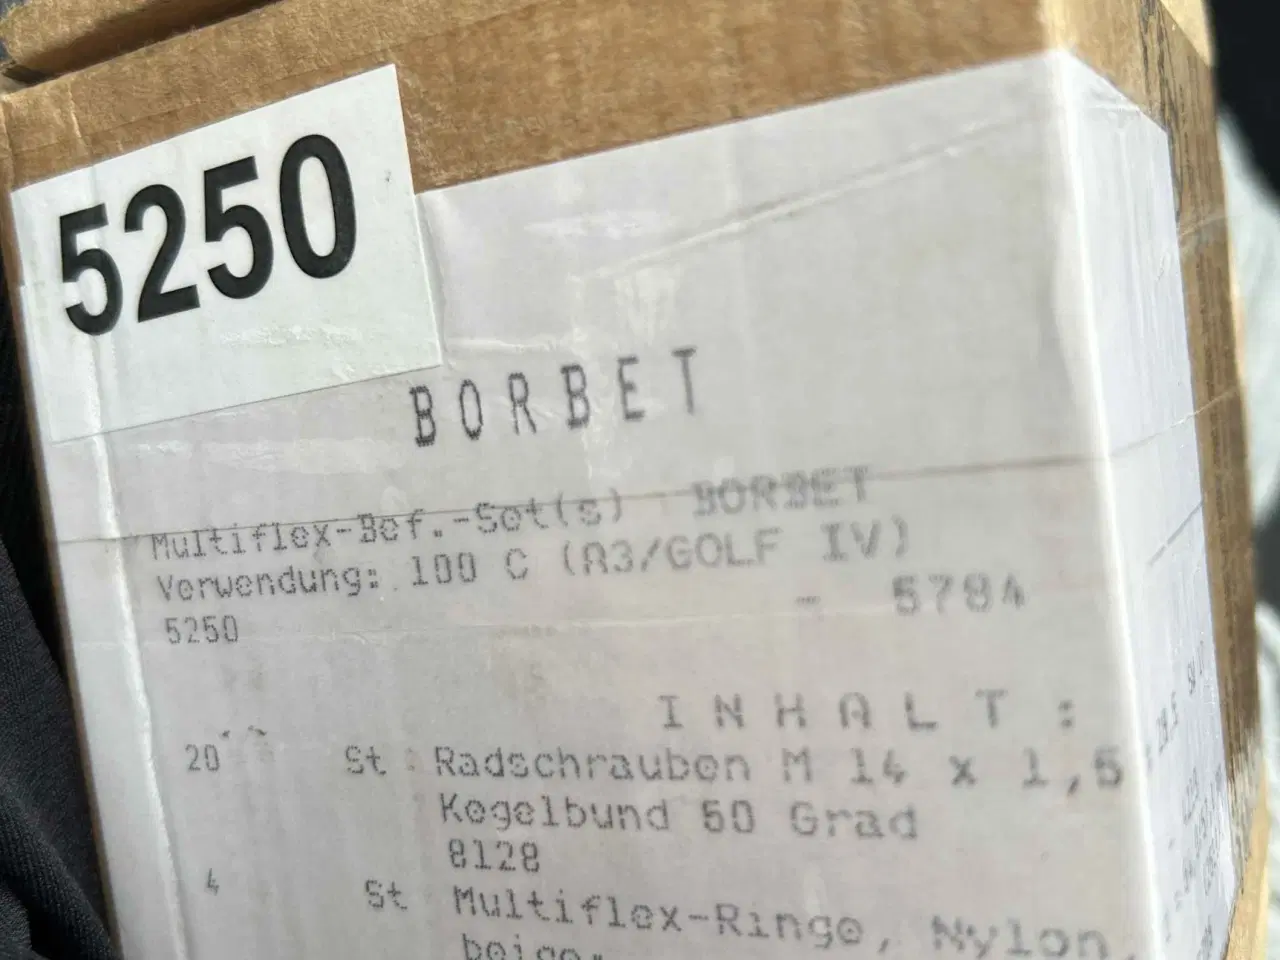 5250
BORBET
Multiflex-Bef.-Set(s) BORBET
Verwendung: 100 C (A3/GOLF IV)
5250 - 5784
INHALT:
20 St Radschrauben M 14 x 1,5
Kegelbund 60 Grad
8128
4 St Multiflex-Ringe, Nylon,
beige.